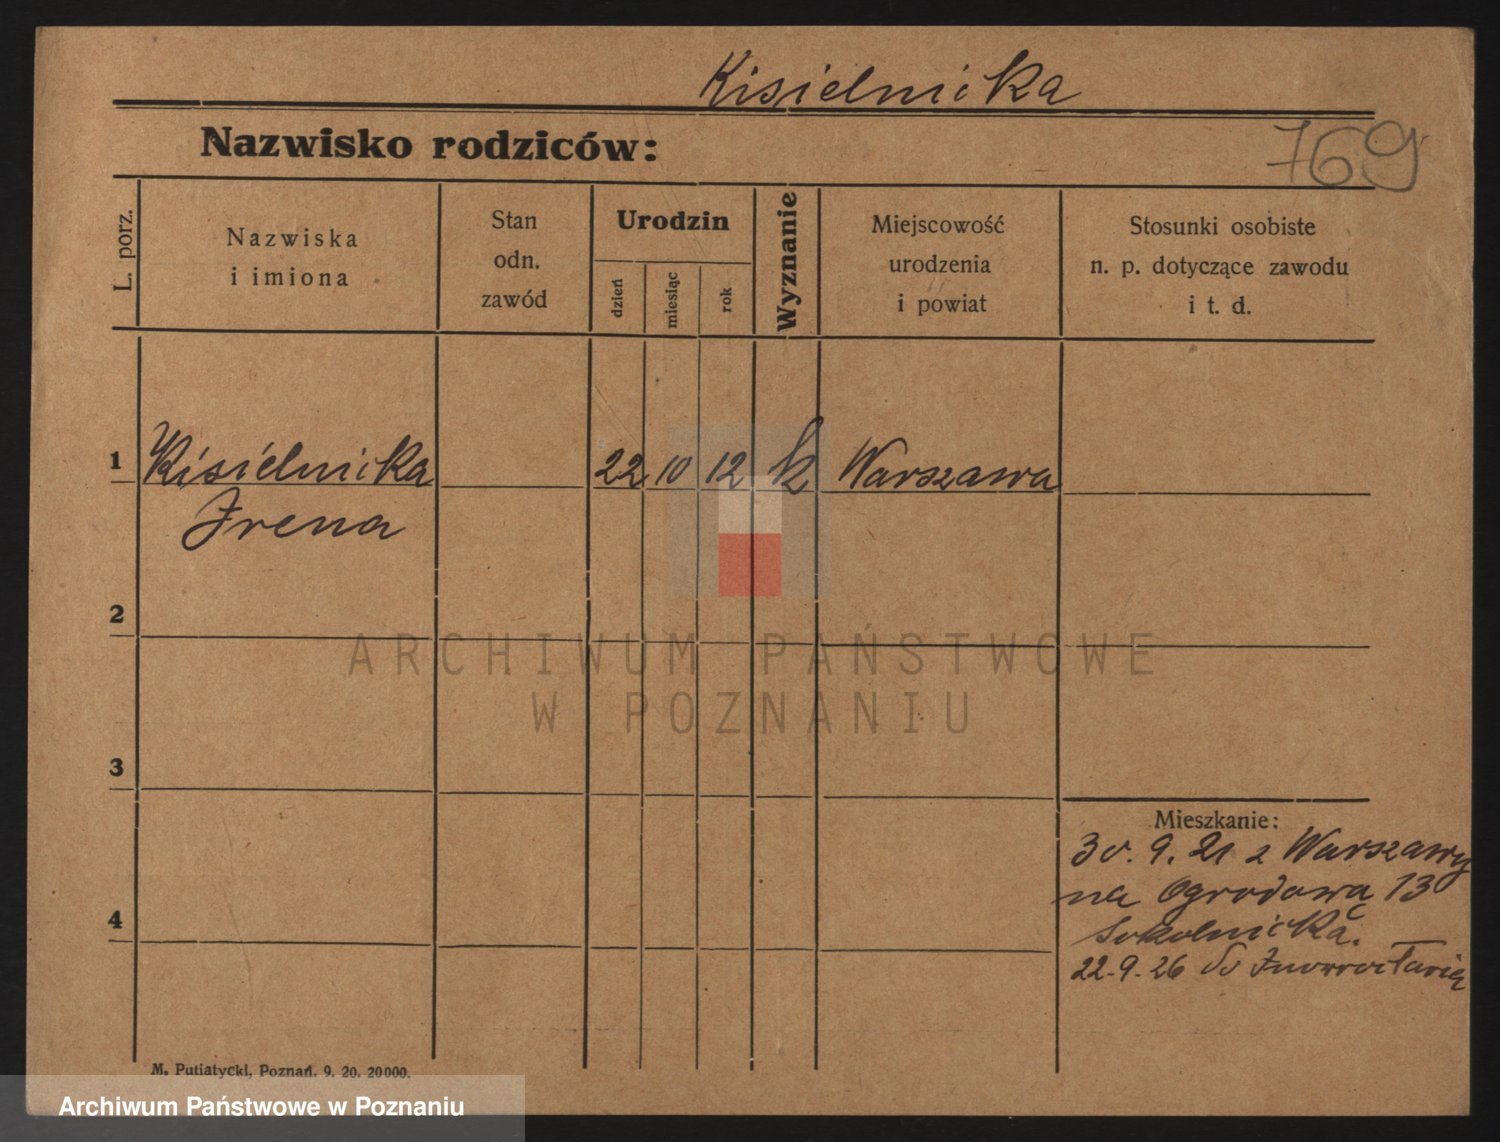 Kisielnicka
Nazwisko rodziców:
769
L. porz.
Nazwiska
i imiona
Stan
odn.
zawód
Urodzin
dzień
miesiąc
rok
Wyznanie
Miejscowość
urodzenia
i powiat
Stosunki osobiste
n. p. dotyczące zawodu
i t. d.
1 Kisielnicka 22 10 12 k Warszawa
Irena
2
ARCHIWUM PAŃSTWOWE
W POZNANIU
3
Mieszkanie:
30. 9. 21 z Warszawy
na Ogrodowa 13
Sokolnicka.
4
22-9-26 do Inowrocławia
M. Putiatycki, Poznań. 9. 20. 20000.
Archiwum Państwowe w Poznaniu